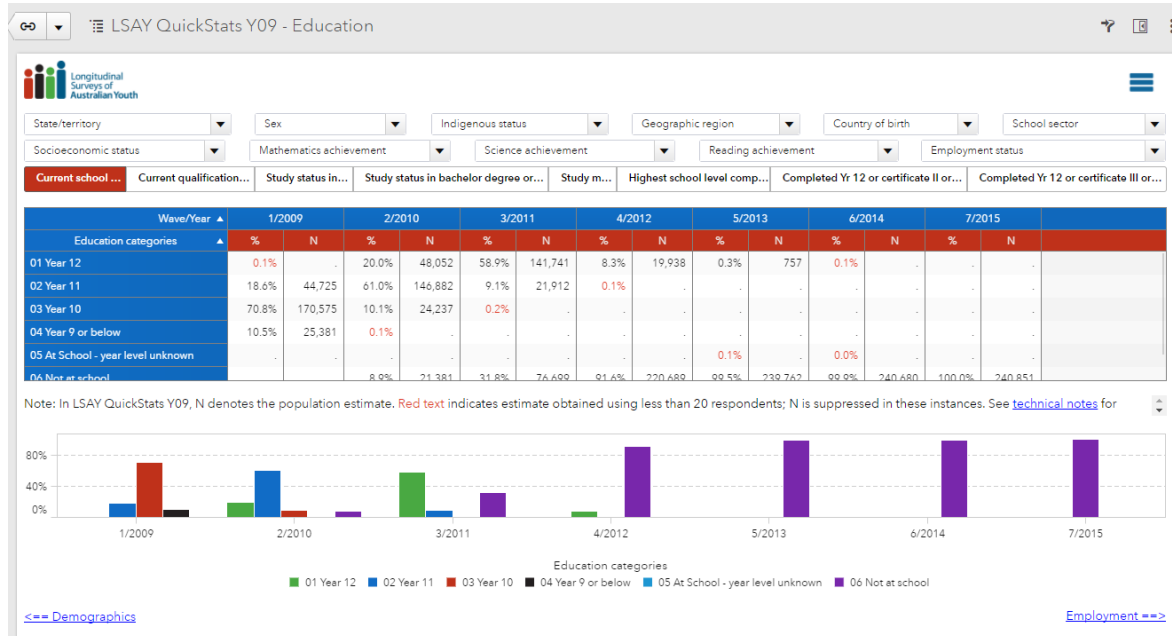 LSAY QuickStats Y09 - Education
Longitudinal
Surveys of
Australian Youth
State/territory Sex Indigenous status Geographic region Country of birth School sector
Socioeconomic status Mathematics achievement Science achievement Reading achievement Employment status
Current school ... Current qualification... Study status in... Study status in bachelor degree or... Study m... Highest school level comp... Completed Yr 12 or certificate II or... Completed Yr 12 or certificate III or...
Wave/Year 1/2009 2/2010 3/2011 4/2012 5/2013 6/2014 7/2015
Education categories % N % N % N % N % N % N % N
01 Year 12 0.1% . 20.0% 48,052 58.9% 141,741 8.3% 19,938 0.3% 757 0.1% . . .
02 Year 11 18.6% 44,725 61.0% 146,882 9.1% 21,912 0.1% . . . . . . .
03 Year 10 70.8% 170,575 10.1% 24,237 0.2% . . . . . . . . .
04 Year 9 or below 10.5% 25,381 0.1% . . . . . . . . . . .
05 At School - year level unknown . . . . . . . . 0.1% . 0.0% . . .
06 Not at school 8.9% 21,381 31.8% 76,699 91.6% 220,689 99.5% 239,762 99.9% 240,680 100.0% 240,851
Note: In LSAY QuickStats Y09, N denotes the population estimate. Red text indicates estimate obtained using less than 20 respondents; N is suppressed in these instances. See technical notes for
80%
40%
0%
1/2009 2/2010 3/2011 4/2012 5/2013 6/2014 7/2015
Education categories
01 Year 12 02 Year 11 03 Year 10 04 Year 9 or below 05 At School - year level unknown 06 Not at school
<== Demographics Employment ==>